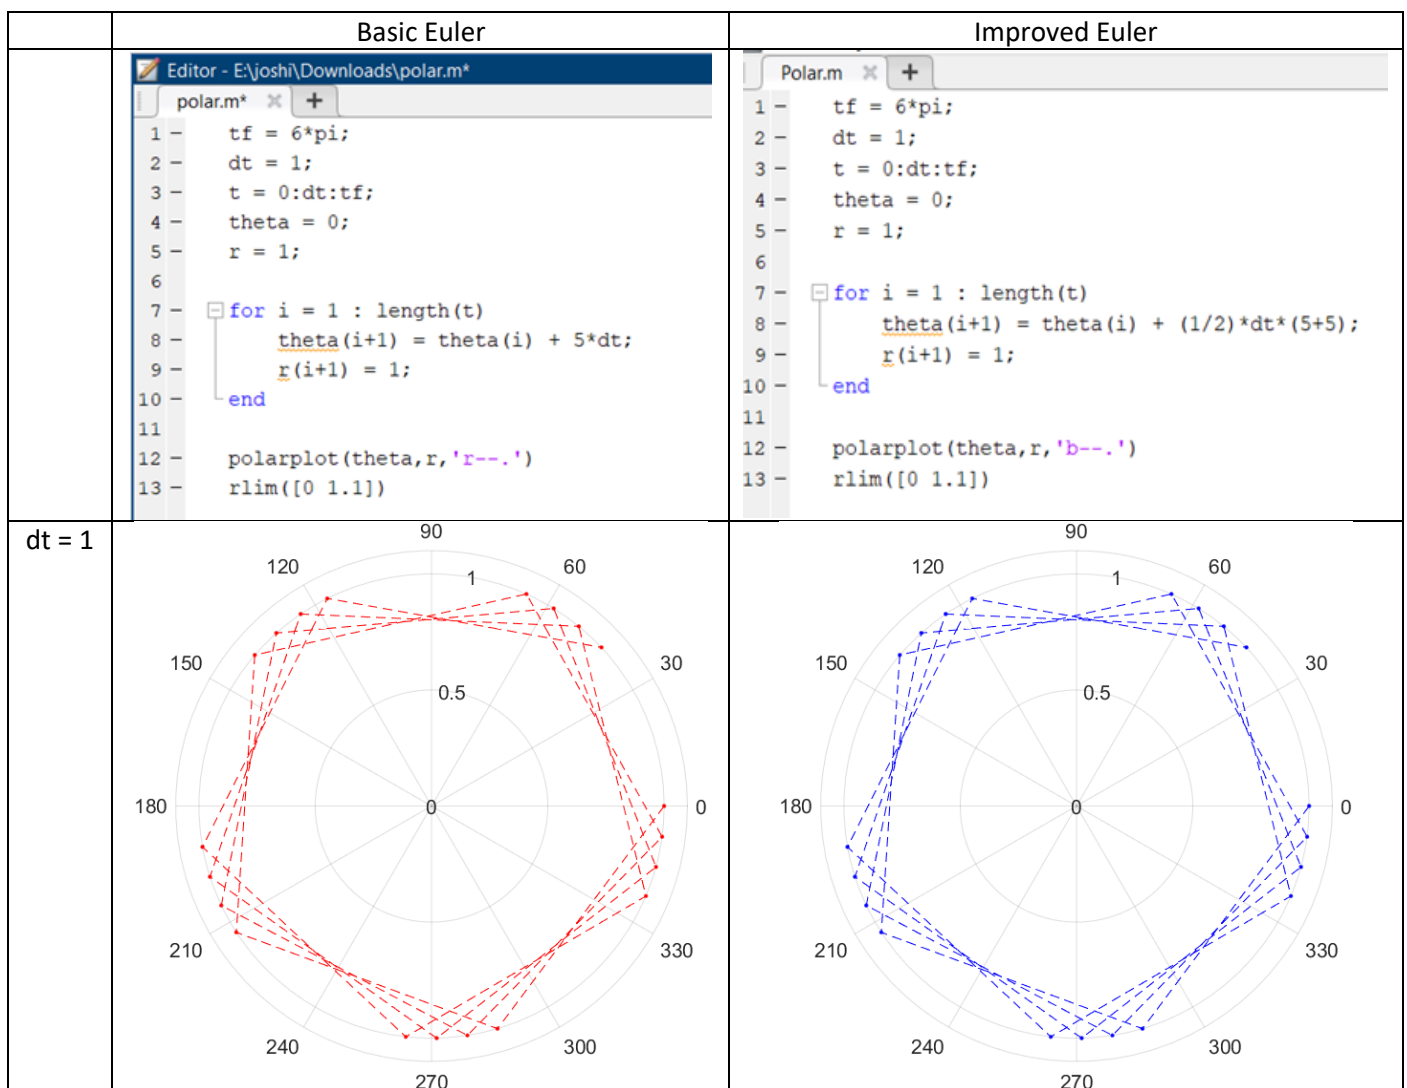 Basic Euler
Improved Euler
Editor - E:\joshi\Downloads\polar.m*
polar.m* × +
1 - tf = 6*pi;
2 - dt = 1;
3 - t = 0:dt:tf;
4 - theta = 0;
5 - r = 1;
6
7 - for i = 1 : length(t)
8 - theta(i+1) = theta(i) + 5*dt;
9 - r(i+1) = 1;
10 - end
11
12 - polarplot(theta,r,'r--.')
13 - rlim([0 1.1])
Polar.m × +
1 - tf = 6*pi;
2 - dt = 1;
3 - t = 0:dt:tf;
4 - theta = 0;
5 - r = 1;
6
7 - for i = 1 : length(t)
8 - theta(i+1) = theta(i) + (1/2)*dt*(5+5);
9 - r(i+1) = 1;
10 - end
11
12 - polarplot(theta,r,'b--.')
13 - rlim([0 1.1])
dt = 1
90
120
60
1
150
30
0.5
180
0
0
210
330
240
300
270
90
120
60
1
150
30
0.5
180
0
0
210
330
240
300
270